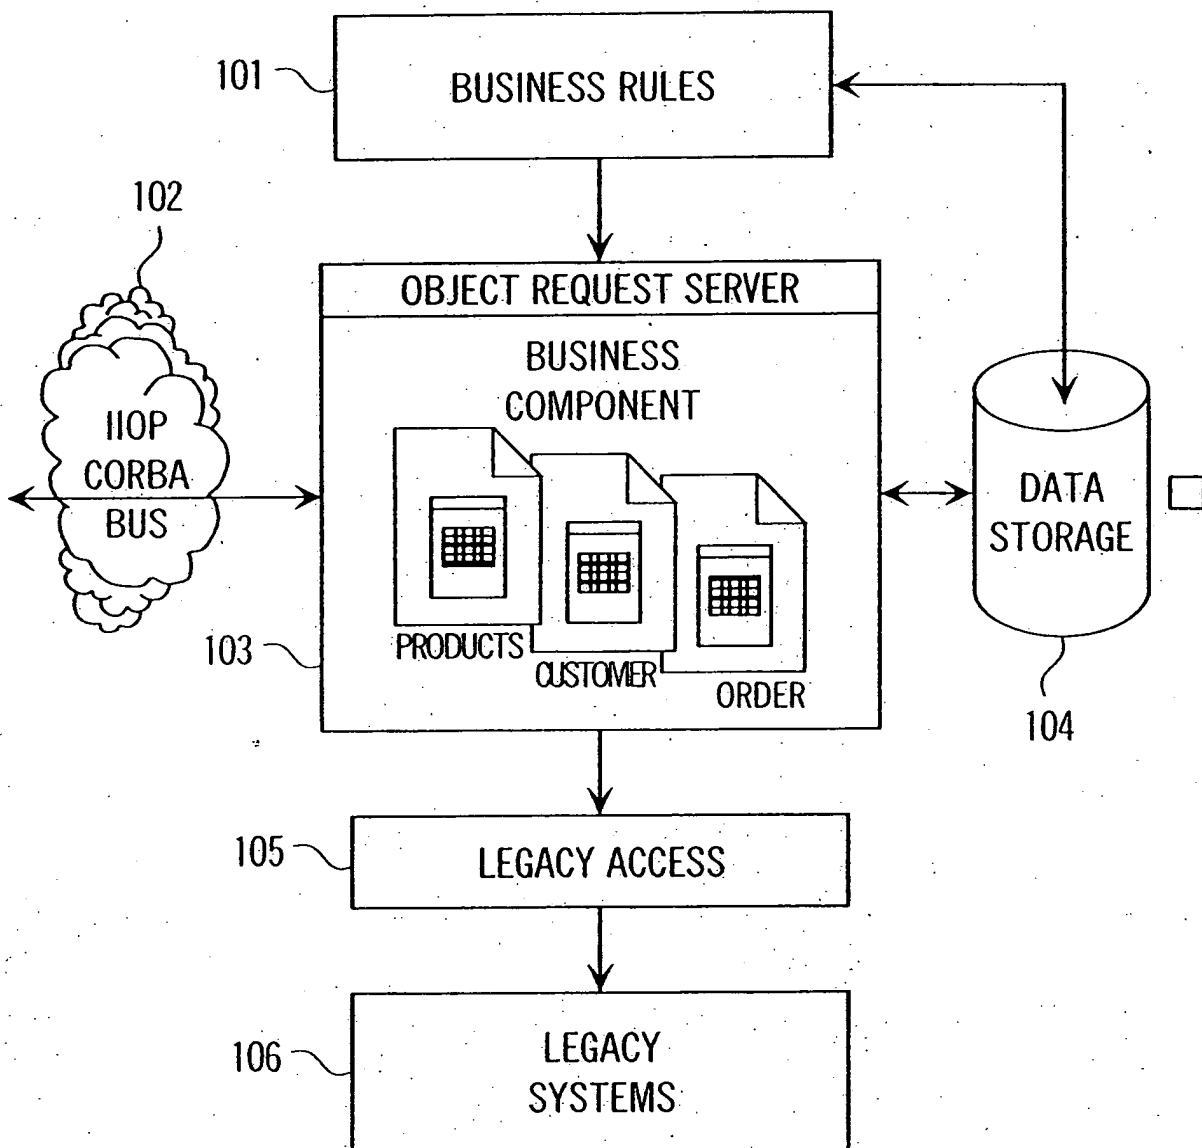 101
BUSINESS RULES
102
OBJECT REQUEST SERVER
BUSINESS
COMPONENT
IIOP
CORBA
BUS
DATA
STORAGE
103
PRODUCTS
CUSTOMER
ORDER
104
105
LEGACY ACCESS
106
LEGACY
SYSTEMS